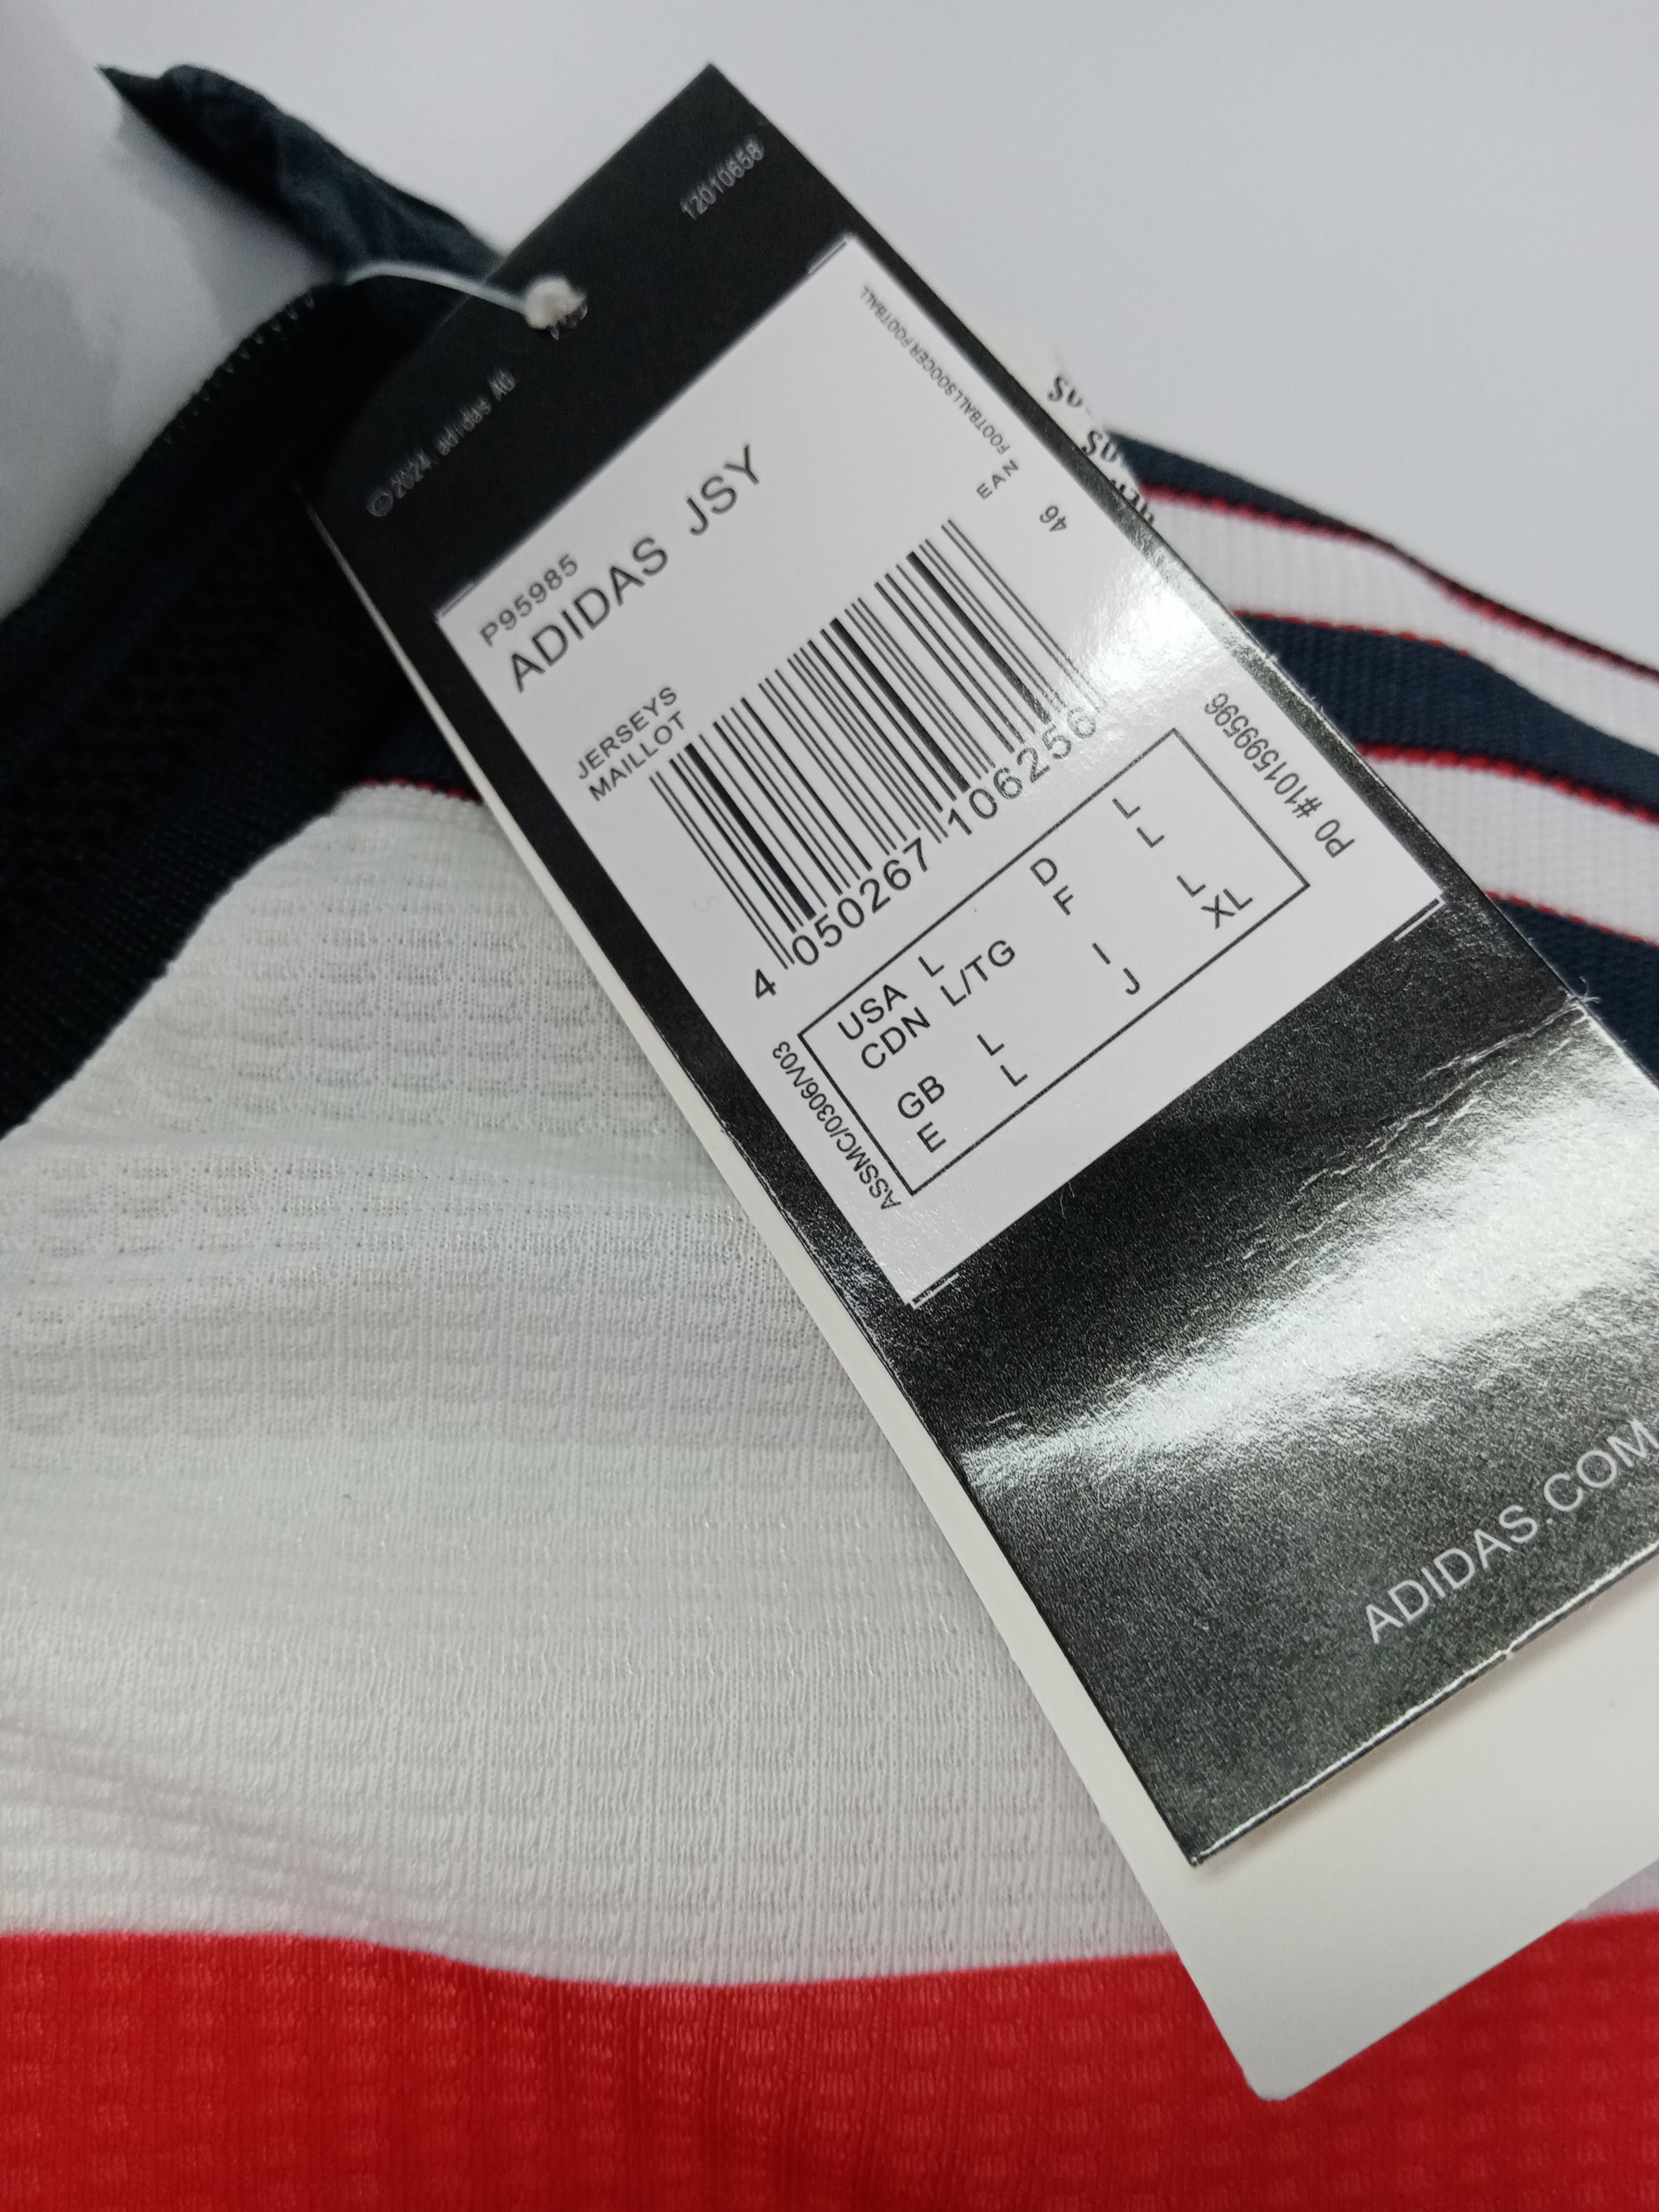 12010658
©2024. adidas AG
P95985
ADIDAS JSY
FOOTBALL/SOCCER FOOTBALL
EAN
46
JERSEYS
MAILLOT
4 050267 106256
USA L D L
CDN L/TG F L
GB L I L
E L J XL
ASSMC/0306/V03
PO #101599596
ADIDAS.COM